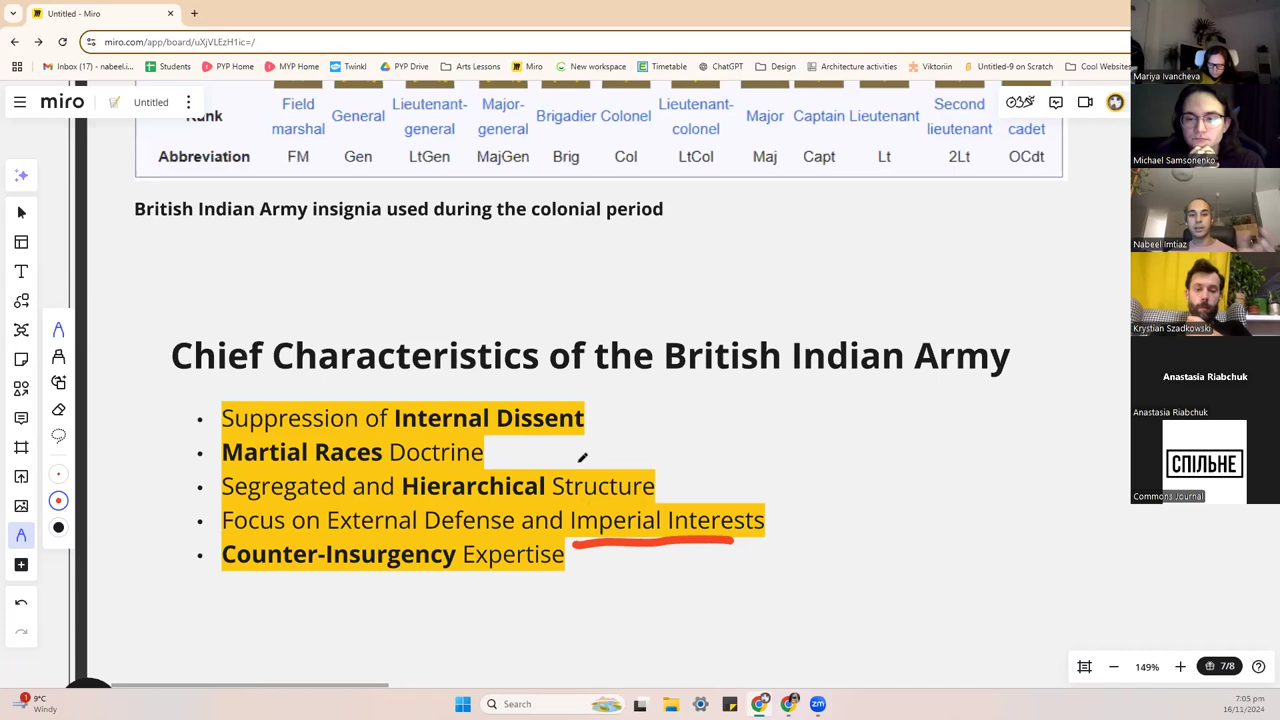 Untitled - Miro
miro.com/app/board/uXjVLEzH1ic=/
Inbox (17) - nabeel.i...
Students
PYP Home
MYP Home
Twinkl
PYP Drive
Arts Lessons
Miro
New workspace
Timetable
ChatGPT
Design
Architecture activities
Viktoriin
Untitled-9 on Scratch
Cool Websites
miro
Untitled
Rank
Field marshal
General
Lieutenant-general
Major-general
Brigadier
Colonel
Lieutenant-colonel
Major
Captain
Lieutenant
Second lieutenant
cadet
Abbreviation FM Gen LtGen MajGen Brig Col LtCol Maj Capt Lt 2Lt OCdt
British Indian Army insignia used during the colonial period
Chief Characteristics of the British Indian Army
• Suppression of Internal Dissent
• Martial Races Doctrine
• Segregated and Hierarchical Structure
• Focus on External Defense and Imperial Interests
• Counter-Insurgency Expertise
149%
7/8
Mariya Ivancheva
Michael Samsonenko
Nabeel Imtiaz
Krystian Szadkowski
Anastasia Riabchuk
Anastasia Riabchuk
СПІЛЬНЕ
Commons Journal
1
9°C
Windy
Search
zm
7:05 pm
16/11/2024